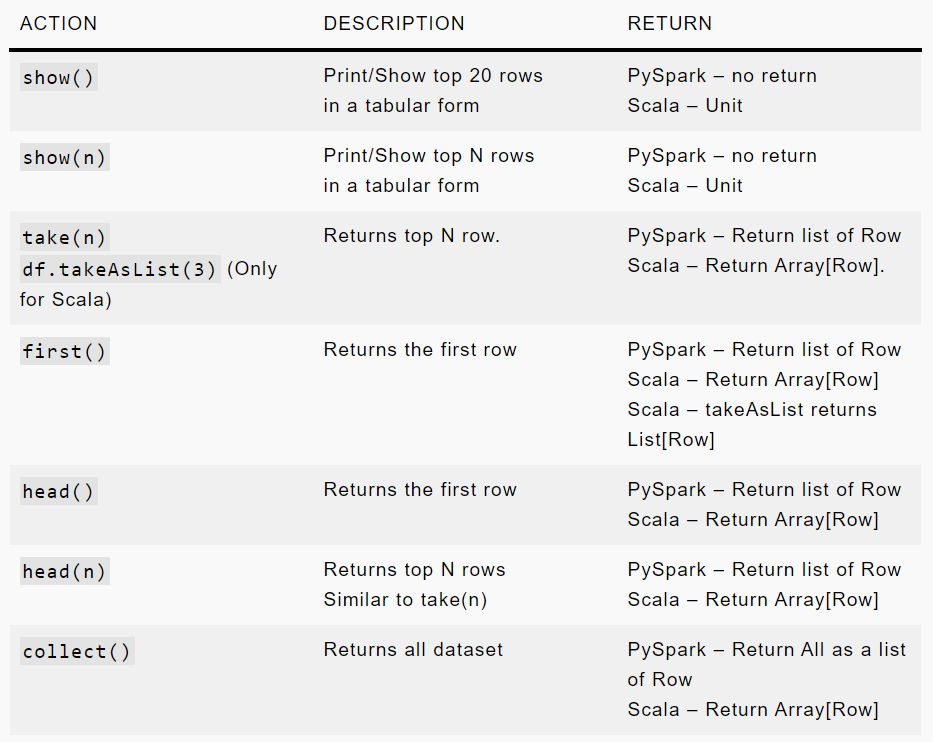 ACTION DESCRIPTION RETURN
show() Print/Show top 20 rows PySpark – no return
in a tabular form Scala – Unit
show(n) Print/Show top N rows PySpark – no return
in a tabular form Scala – Unit
take(n) Returns top N row. PySpark – Return list of Row
df.takeAsList(3) (Only Scala – Return Array[Row].
for Scala)
first() Returns the first row PySpark – Return list of Row
Scala – Return Array[Row]
Scala – takeAsList returns
List[Row]
head() Returns the first row PySpark – Return list of Row
Scala – Return Array[Row]
head(n) Returns top N rows PySpark – Return list of Row
Similar to take(n) Scala – Return Array[Row]
collect() Returns all dataset PySpark – Return All as a list
of Row
Scala – Return Array[Row]